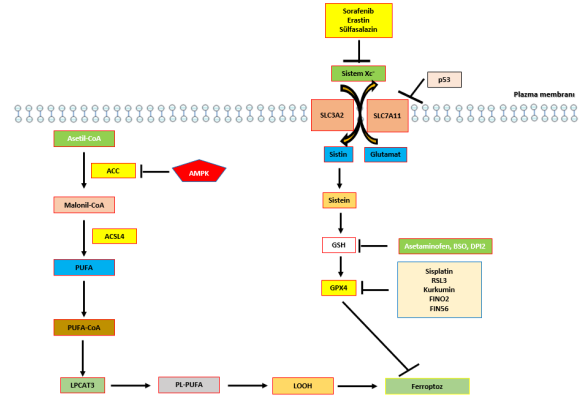 Sorafenib
Erastin
Sülfasalazin
Sistem Xc⁻
p53
Plazma membranı
SLC3A2
SLC7A11
Asetil-CoA
Sistin
Glutamat
ACC
AMPK
Malonil-CoA
Sistein
ACSL4
GSH
Asetaminofen, BSO, DPI2
PUFA
GPX4
Sisplatin
RSL3
Kurkumin
FINO2
FIN56
PUFA-CoA
LPCAT3
PL-PUFA
LOOH
Ferroptoz